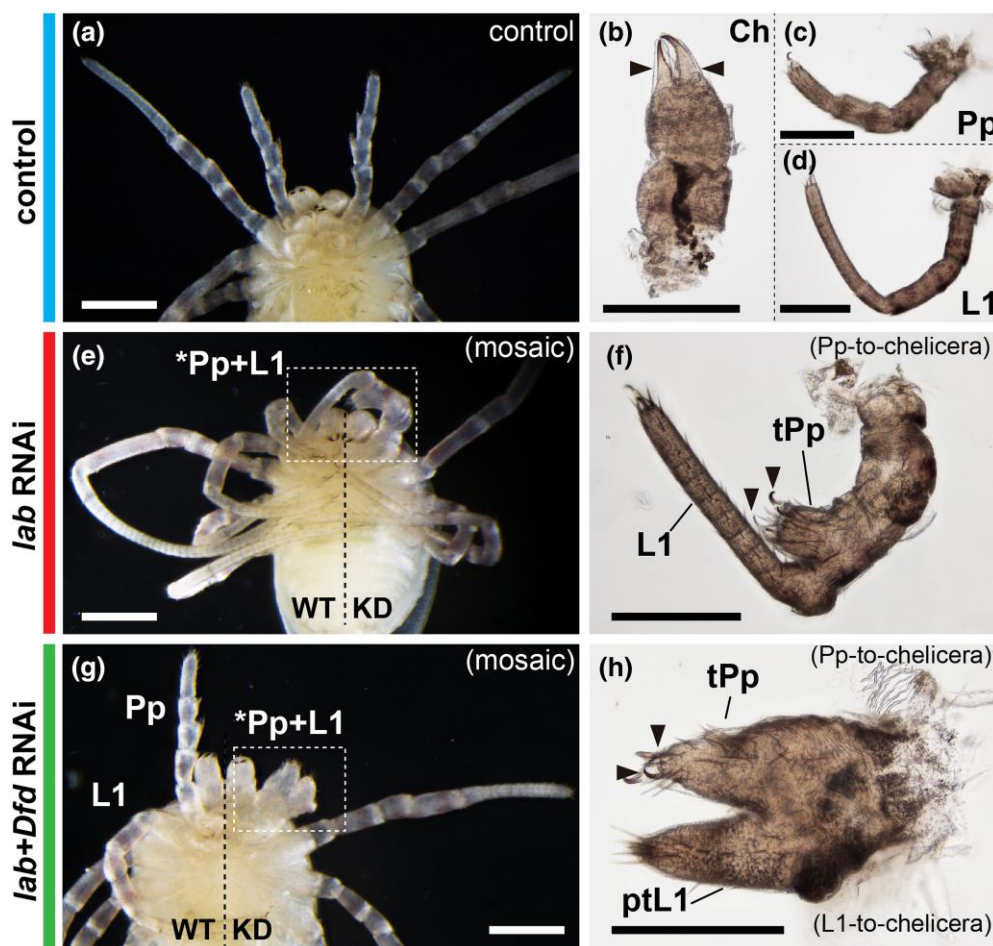 control
(a)
control
(b)
Ch
(c)
Pp
(d)
L1
lab RNAi
(e)
(mosaic)
*Pp+L1
WT
KD
(f)
(Pp-to-chelicera)
tPp
L1
lab+Dfd RNAi
(g)
(mosaic)
Pp
*Pp+L1
L1
WT
KD
(h)
(Pp-to-chelicera)
tPp
ptL1
(L1-to-chelicera)